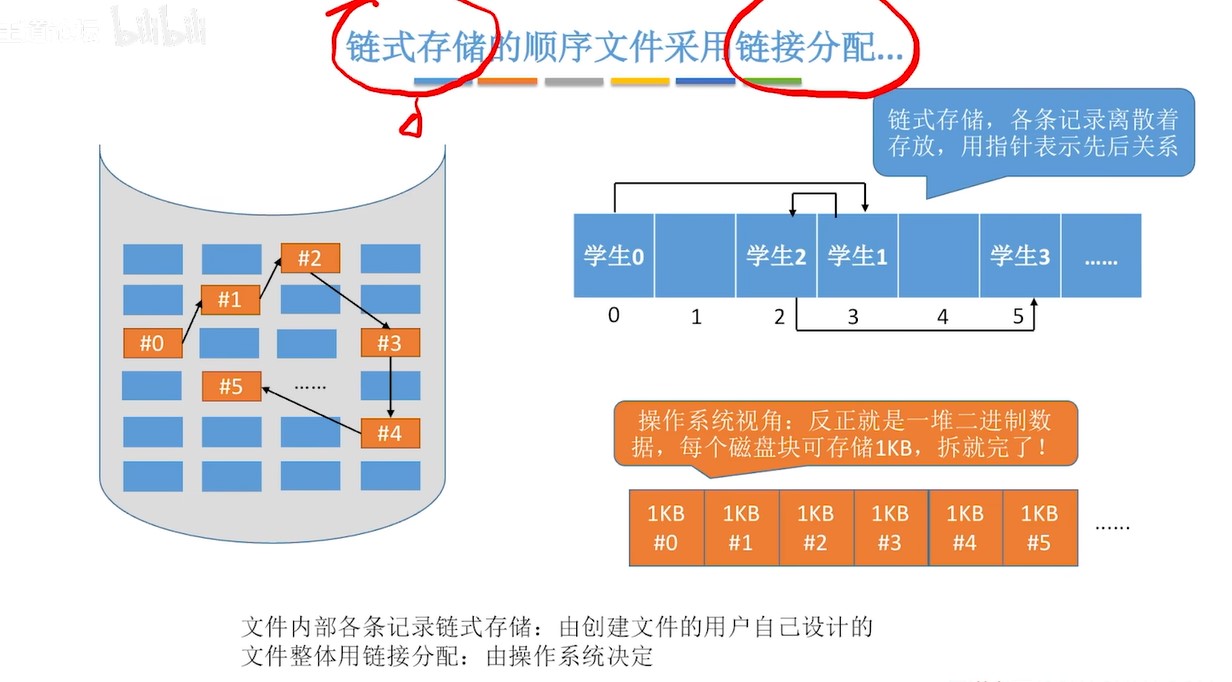 bilibili
链式存储的顺序文件采用链接分配...
链式存储，各条记录离散着
存放，用指针表示先后关系
学生0
学生2
学生1
学生3
……
0
1
2
3
4
5
#2
#1
#0
#3
#5
……
#4
操作系统视角：反正就是一堆二进制数
据，每个磁盘块可存储1KB，拆就完了！
1KB
#0
1KB
#1
1KB
#2
1KB
#3
1KB
#4
1KB
#5
……
文件内部各条记录链式存储：由创建文件的用户自己设计的
文件整体用链接分配：由操作系统决定